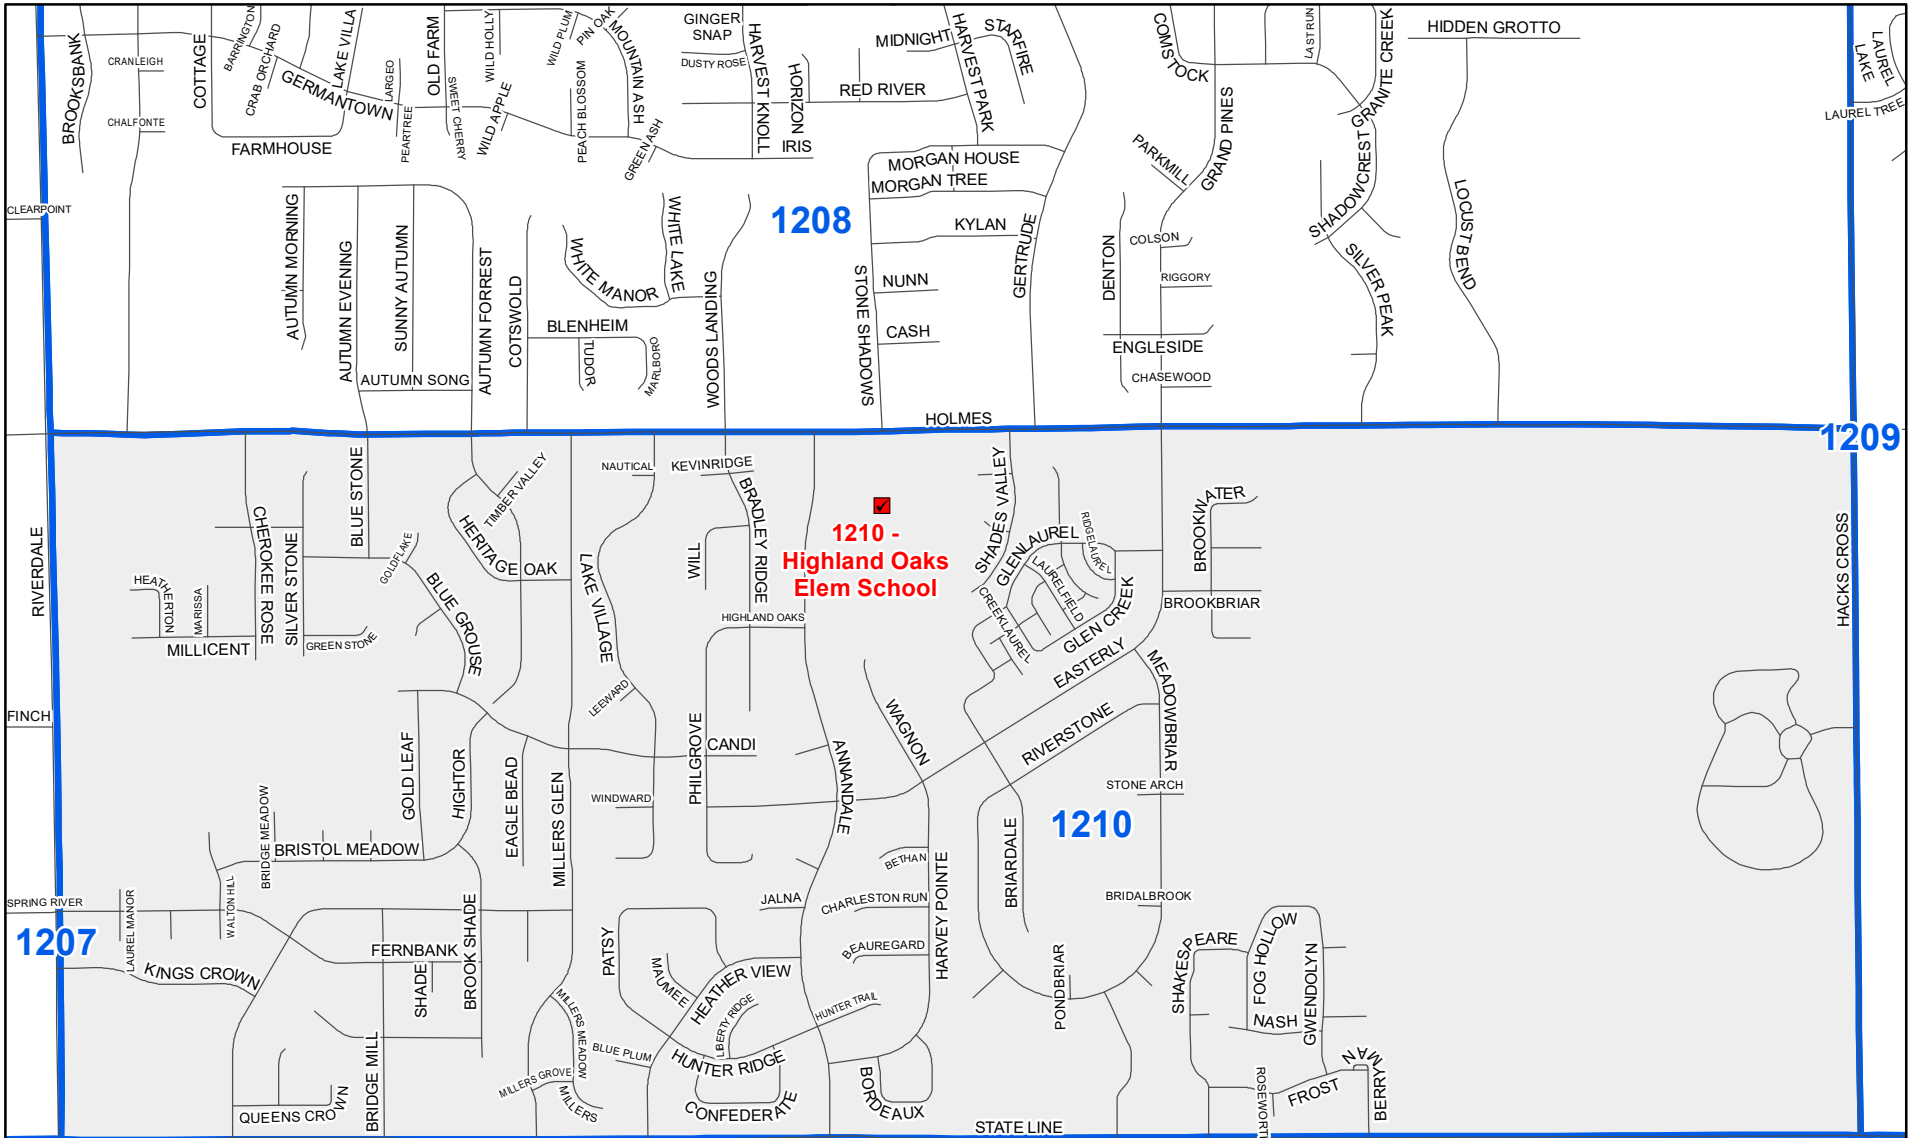 BROOKSBANK
CRANLEIGH
CHALFONTE
COTTAGE
BARRINGTON
CRAB ORCHARD
GERMANTOWN
LAKE VILLA
LARGEO
PEARTREE
FARMHOUSE
OLD FARM
SWEET CHERRY
WILD HOLLY
WILD APPLE
WILD PLUM
PIN OAK
MOUNTAIN ASH
PEACH BLOSSOM
GREEN ASH
GINGER
SNAP
DUSTY ROSE
HARVEST KNOLL
HORIZON
IRIS
RED RIVER
MIDNIGHT
HARVEST PARK
STARFIRE
COMSTOCK
GRAND PINES
PARKMILL
LAST RUN
GRANITE CREEK
SHADOWCREST
HIDDEN GROTTO
LOCUST BEND
LAUREL
LAKE
LAUREL TREE
CLEARPOINT
AUTUMN MORNING
AUTUMN EVENING
SUNNY AUTUMN
AUTUMN SONG
AUTUMN FORREST
COTSWOLD
WHITE MANOR
WHITE LAKE
BLENHEIM
TUDOR
MARLBORO
WOODS LANDING
1208
MORGAN HOUSE
MORGAN TREE
KYLAN
NUNN
CASH
STONE SHADOWS
GERTRUDE
DENTON
COLSON
RIGGORY
ENGLESIDE
CHASEWOOD
SILVER PEAK
HOLMES
1209
RIVERDALE
BLUE STONE
CHEROKEE ROSE
SILVER STONE
HEATHERTON
MARISSA
MILLICENT
GREEN STONE
GOLDFLAKE
BLUE GROUSE
TIMBER VALLEY
HERITAGE OAK
NAUTICAL
KEVINRIDGE
BRADLEY RIDGE
WILL
LAKE VILLAGE
HIGHLAND OAKS
LEEWARD
1210 -
Highland Oaks
Elem School
SHADES VALLEY
GLENLAUREL
RIDGELAUREL
LAURELFIELD
CREEKLAUREL
GLEN CREEK
EASTERLY
BROOKWATER
BROOKBRIAR
HACKS CROSS
MEADOWBRIAR
RIVERSTONE
STONE ARCH
WAGNON
ANNANDALE
CANDI
PHILGROVE
WINDWARD
FINCH
GOLD LEAF
HIGHTOR
EAGLE BEAD
MILLERS GLEN
BRIDGE MEADOW
BRISTOL MEADOW
1210
BRIARDALE
BETHAN
JALNA
CHARLESTON RUN
BEAUREGARD
HARVEY POINTE
BRIDALBROOK
SPRING RIVER
1207
LAUREL MANOR
WALTON HILL
KINGS CROWN
FERNBANK
SHADE
BROOK SHADE
PATSY
MAUMEE
HEATHER VIEW
LIBERTY RIDGE
HUNTER TRAIL
HUNTER RIDGE
PONDBRIAR
SHAKESPEARE
FOG HOLLOW
GWENDOLYN
NASH
MILLERS MEADOW
BLUE PLUM
MILLERS GROVE
MILLERS
CONFEDERATE
BORDEAUX
QUEENS CROWN
BRIDGE MILL
ROSEWORTH
FROST
BERRYMAN
STATE LINE